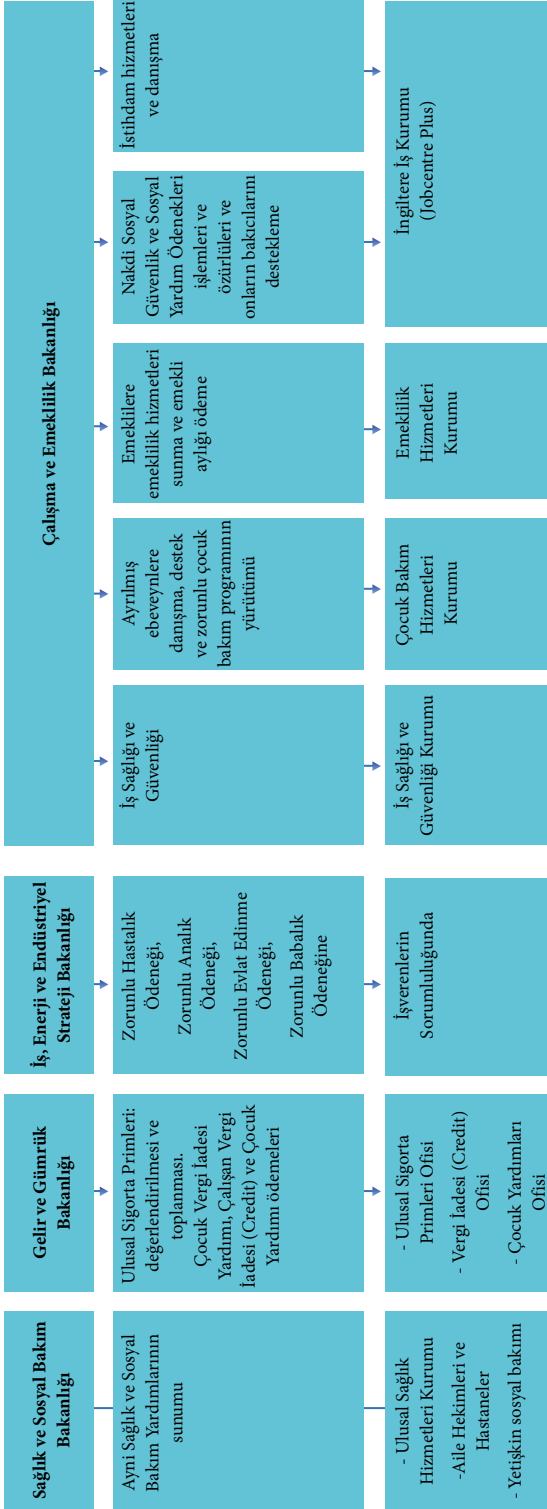 Sağlık ve Sosyal Bakım
Bakanlığı
Gelir ve Gümrük
Bakanlığı
İş, Enerji ve Endüstriyel
Strateji Bakanlığı
Çalışma ve Emeklilik Bakanlığı
Ayni Sağlık ve Sosyal
Bakım Yardımlarının
sunumu
Ulusal Sigorta Primleri:
değerlendirilmesi ve
toplanması.
Çocuk Vergi İadesi
Yardımı, Çalışan Vergi
İadesi (Credit) ve Çocuk
Yardımı ödemeleri
Zorunlu Hastalık
Ödeneği,
Zorunlu Analık
Ödeneği,
Zorunlu Evlat Edinme
Ödeneği,
Zorunlu Babalık
Ödeneğine
İş Sağlığı ve
Güvenliği
Ayrılmış
ebeveynlere
danışma, destek
ve zorunlu çocuk
bakım programının
yürütümü
Emeklilere
emeklilik hizmetleri
sunma ve emekli
aylığı ödeme
Nakdi Sosyal
Güvenlik ve Sosyal
Yardım Ödenekleri
işlemleri ve
özürlüleri ve
onların bakıcılarını
destekleme
İstihdam hizmetleri
ve danışma
- Ulusal Sağlık
Hizmetleri Kurumu
-Aile Hekimleri ve
Hastaneler
- Yetişkin sosyal bakımı
- Ulusal Sigorta
Primleri Ofisi
- Vergi İadesi (Credit)
Ofisi
- Çocuk Yardımları
Ofisi
İşverenlerin
Sorumluluğunda
İş Sağlığı ve
Güvenliği Kurumu
Çocuk Bakım
Hizmetleri
Kurumu
Emeklilik
Hizmetleri
Kurumu
İngiltere İş Kurumu
(Jobcentre Plus)